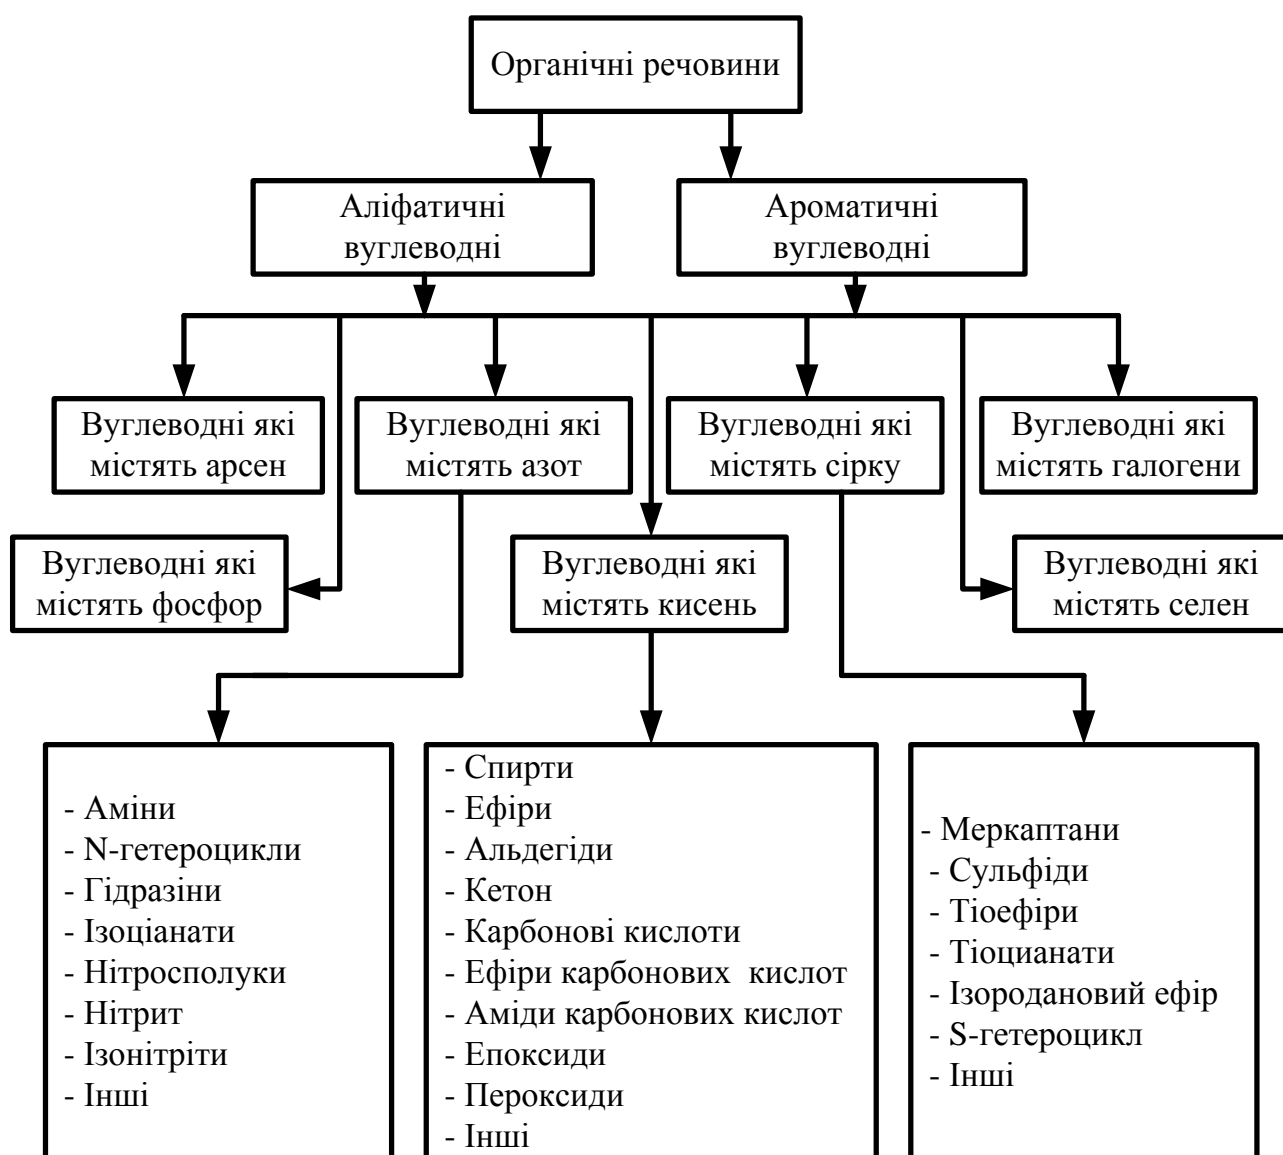 Органічні речовини
Аліфатичні
вуглеводні
Ароматичні
вуглеводні
Вуглеводні які
містять арсен
Вуглеводні які
містять азот
Вуглеводні які
містять сірку
Вуглеводні які
містять галогени
Вуглеводні які
містять фосфор
Вуглеводні які
містять кисень
Вуглеводні які
містять селен
- Аміни
- N-гетероцикли
- Гідразіни
- Ізоціанати
- Нітросполуки
- Нітрит
- Ізонітріти
- Інші
- Спирти
- Ефіри
- Альдегіди
- Кетон
- Карбонові кислоти
- Ефіри карбонових кислот
- Аміди карбонових кислот
- Епоксиди
- Пероксиди
- Інші
- Меркаптани
- Сульфіди
- Тіоефіри
- Тіоцианати
- Ізородановий ефір
- S-гетероцикл
- Інші